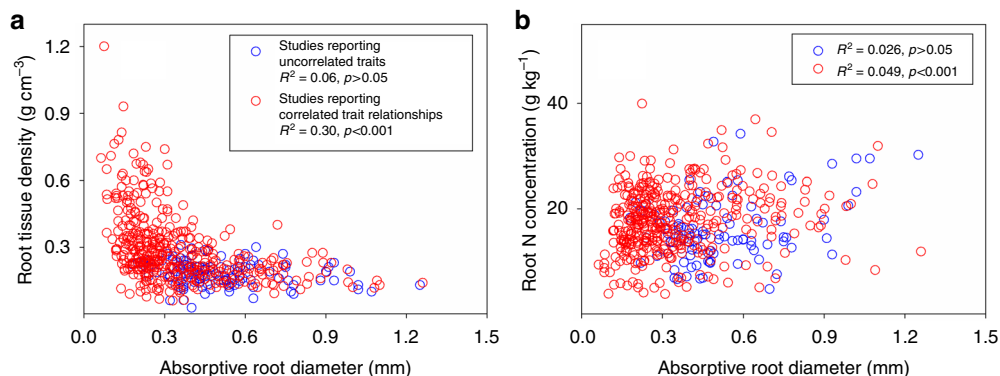 a
Root tissue density (g cm−3)
1.2
0.9
0.6
0.3
Studies reporting
uncorrelated traits
R2 = 0.06, p>0.05
Studies reporting
correlated trait relationships
R2 = 0.30, p<0.001
0.0 0.3 0.6 0.9 1.2 1.5
Absorptive root diameter (mm)
b
Root N concentration (g kg−1)
40
20
R2 = 0.026, p>0.05
R2 = 0.049, p<0.001
0.0 0.3 0.6 0.9 1.2 1.5
Absorptive root diameter (mm)